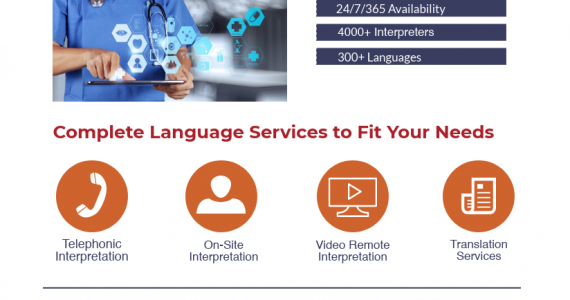 24/7/365 Availability
4000+ Interpreters
300+ Languages
Complete Language Services to Fit Your Needs
Telephonic
Interpretation
On-Site
Interpretation
Video Remote
Interpretation
Translation
Services